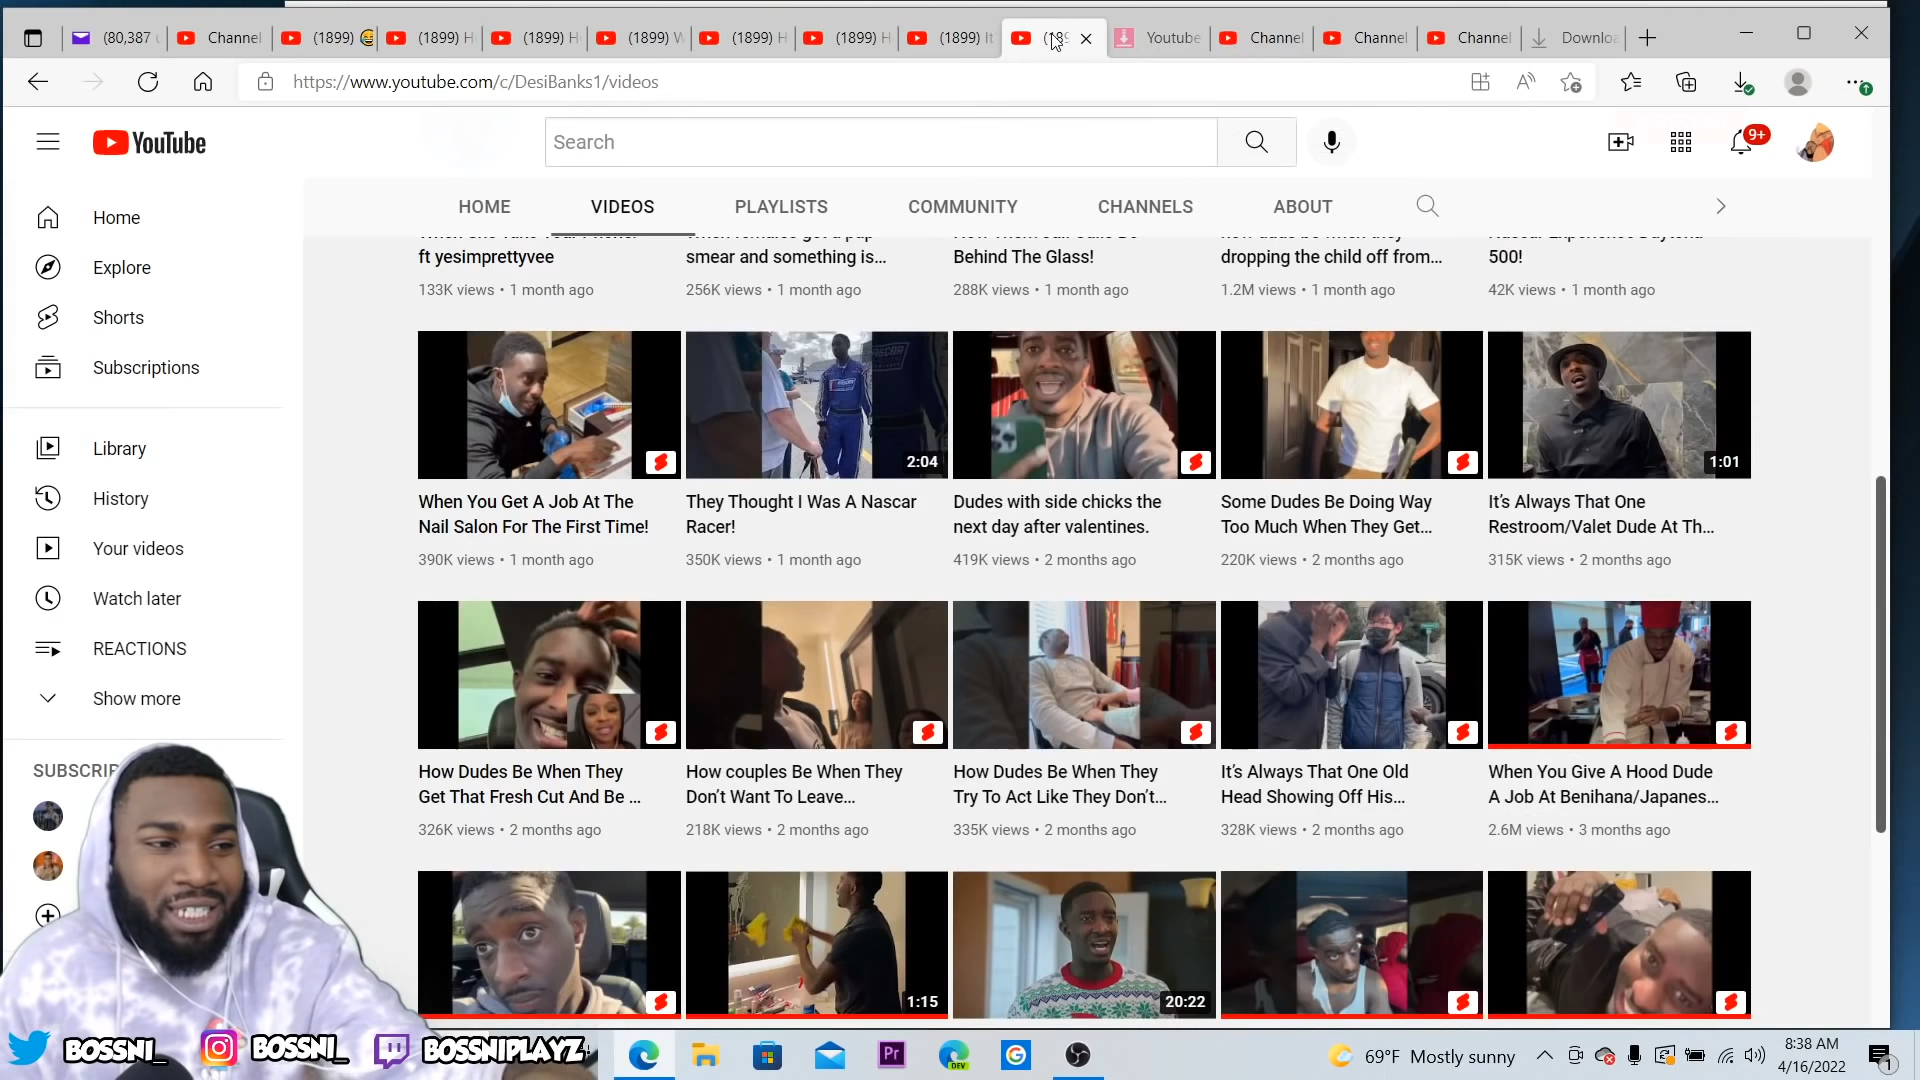 (80,387
Channel
(1899)
(1899) H
(1899) H
(1899) W
(1899) H
(1899) H
(1899) It
Youtube
Channel
Channel
Channel
Downlo
https://www.youtube.com/c/DesiBanks1/videos
YouTube
Search
9+
HOME
VIDEOS
PLAYLISTS
COMMUNITY
CHANNELS
ABOUT
Home
Explore
Shorts
Subscriptions
Library
History
Your videos
Watch later
REACTIONS
Show more
SUBSCRIP
ft yesimprettyvee
133K views • 1 month ago
smear and something is...
256K views • 1 month ago
Behind The Glass!
288K views • 1 month ago
dropping the child off from...
1.2M views • 1 month ago
500!
42K views • 1 month ago
When You Get A Job At The
Nail Salon For The First Time!
390K views • 1 month ago
NASCAR
2:04
They Thought I Was A Nascar
Racer!
350K views • 1 month ago
Dudes with side chicks the
next day after valentines.
419K views • 2 months ago
Some Dudes Be Doing Way
Too Much When They Get...
220K views • 2 months ago
1:01
It's Always That One
Restroom/Valet Dude At Th...
315K views • 2 months ago
How Dudes Be When They
Get That Fresh Cut And Be ...
326K views • 2 months ago
How couples Be When They
Don't Want To Leave...
218K views • 2 months ago
How Dudes Be When They
Try To Act Like They Don't...
335K views • 2 months ago
It's Always That One Old
Head Showing Off His...
328K views • 2 months ago
When You Give A Hood Dude
A Job At Benihana/Japanes...
2.6M views • 3 months ago
1:15
20:22
BOSSNI_
BOSSNI_
BOSSNIPLAYZ
Pr
DEV
G
69°F Mostly sunny
8:38 AM
4/16/2022
1